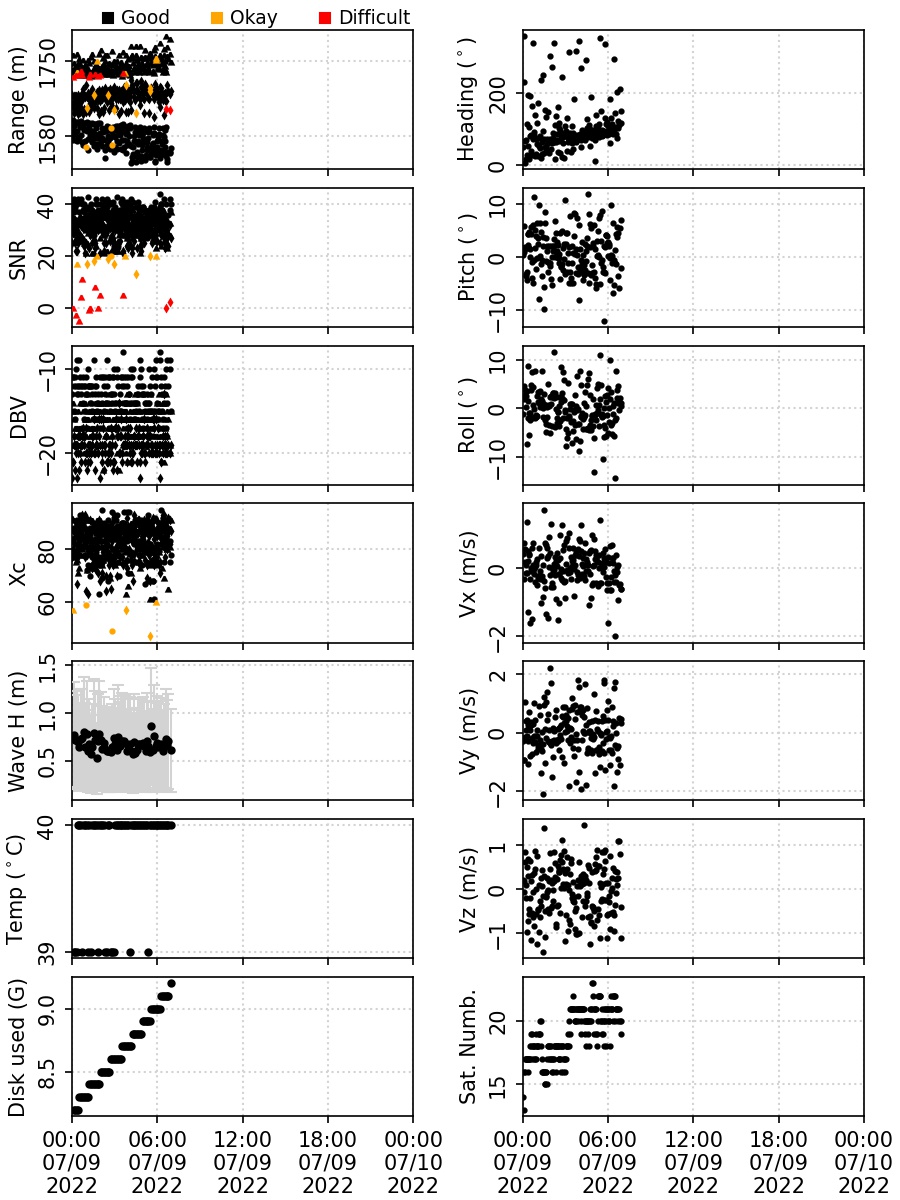 Good Okay Difficult
Range (m)
1750
1580
Heading (°)
200
0
SNR
40
20
0
Pitch (°)
10
0
−10
DBV
−10
−20
Roll (°)
10
0
−10
Xc
80
60
Vx (m/s)
0
−2
Wave H (m)
1.5
1.0
0.5
Vy (m/s)
2
0
−2
Temp (°C)
40
39
Vz (m/s)
1
0
−1
Disk used (G)
9.0
8.5
Sat. Numb.
20
15
00:00 06:00 12:00 18:00 00:00
07/09 07/09 07/09 07/09 07/10
2022 2022 2022 2022 2022
00:00 06:00 12:00 18:00 00:00
07/09 07/09 07/09 07/09 07/10
2022 2022 2022 2022 2022